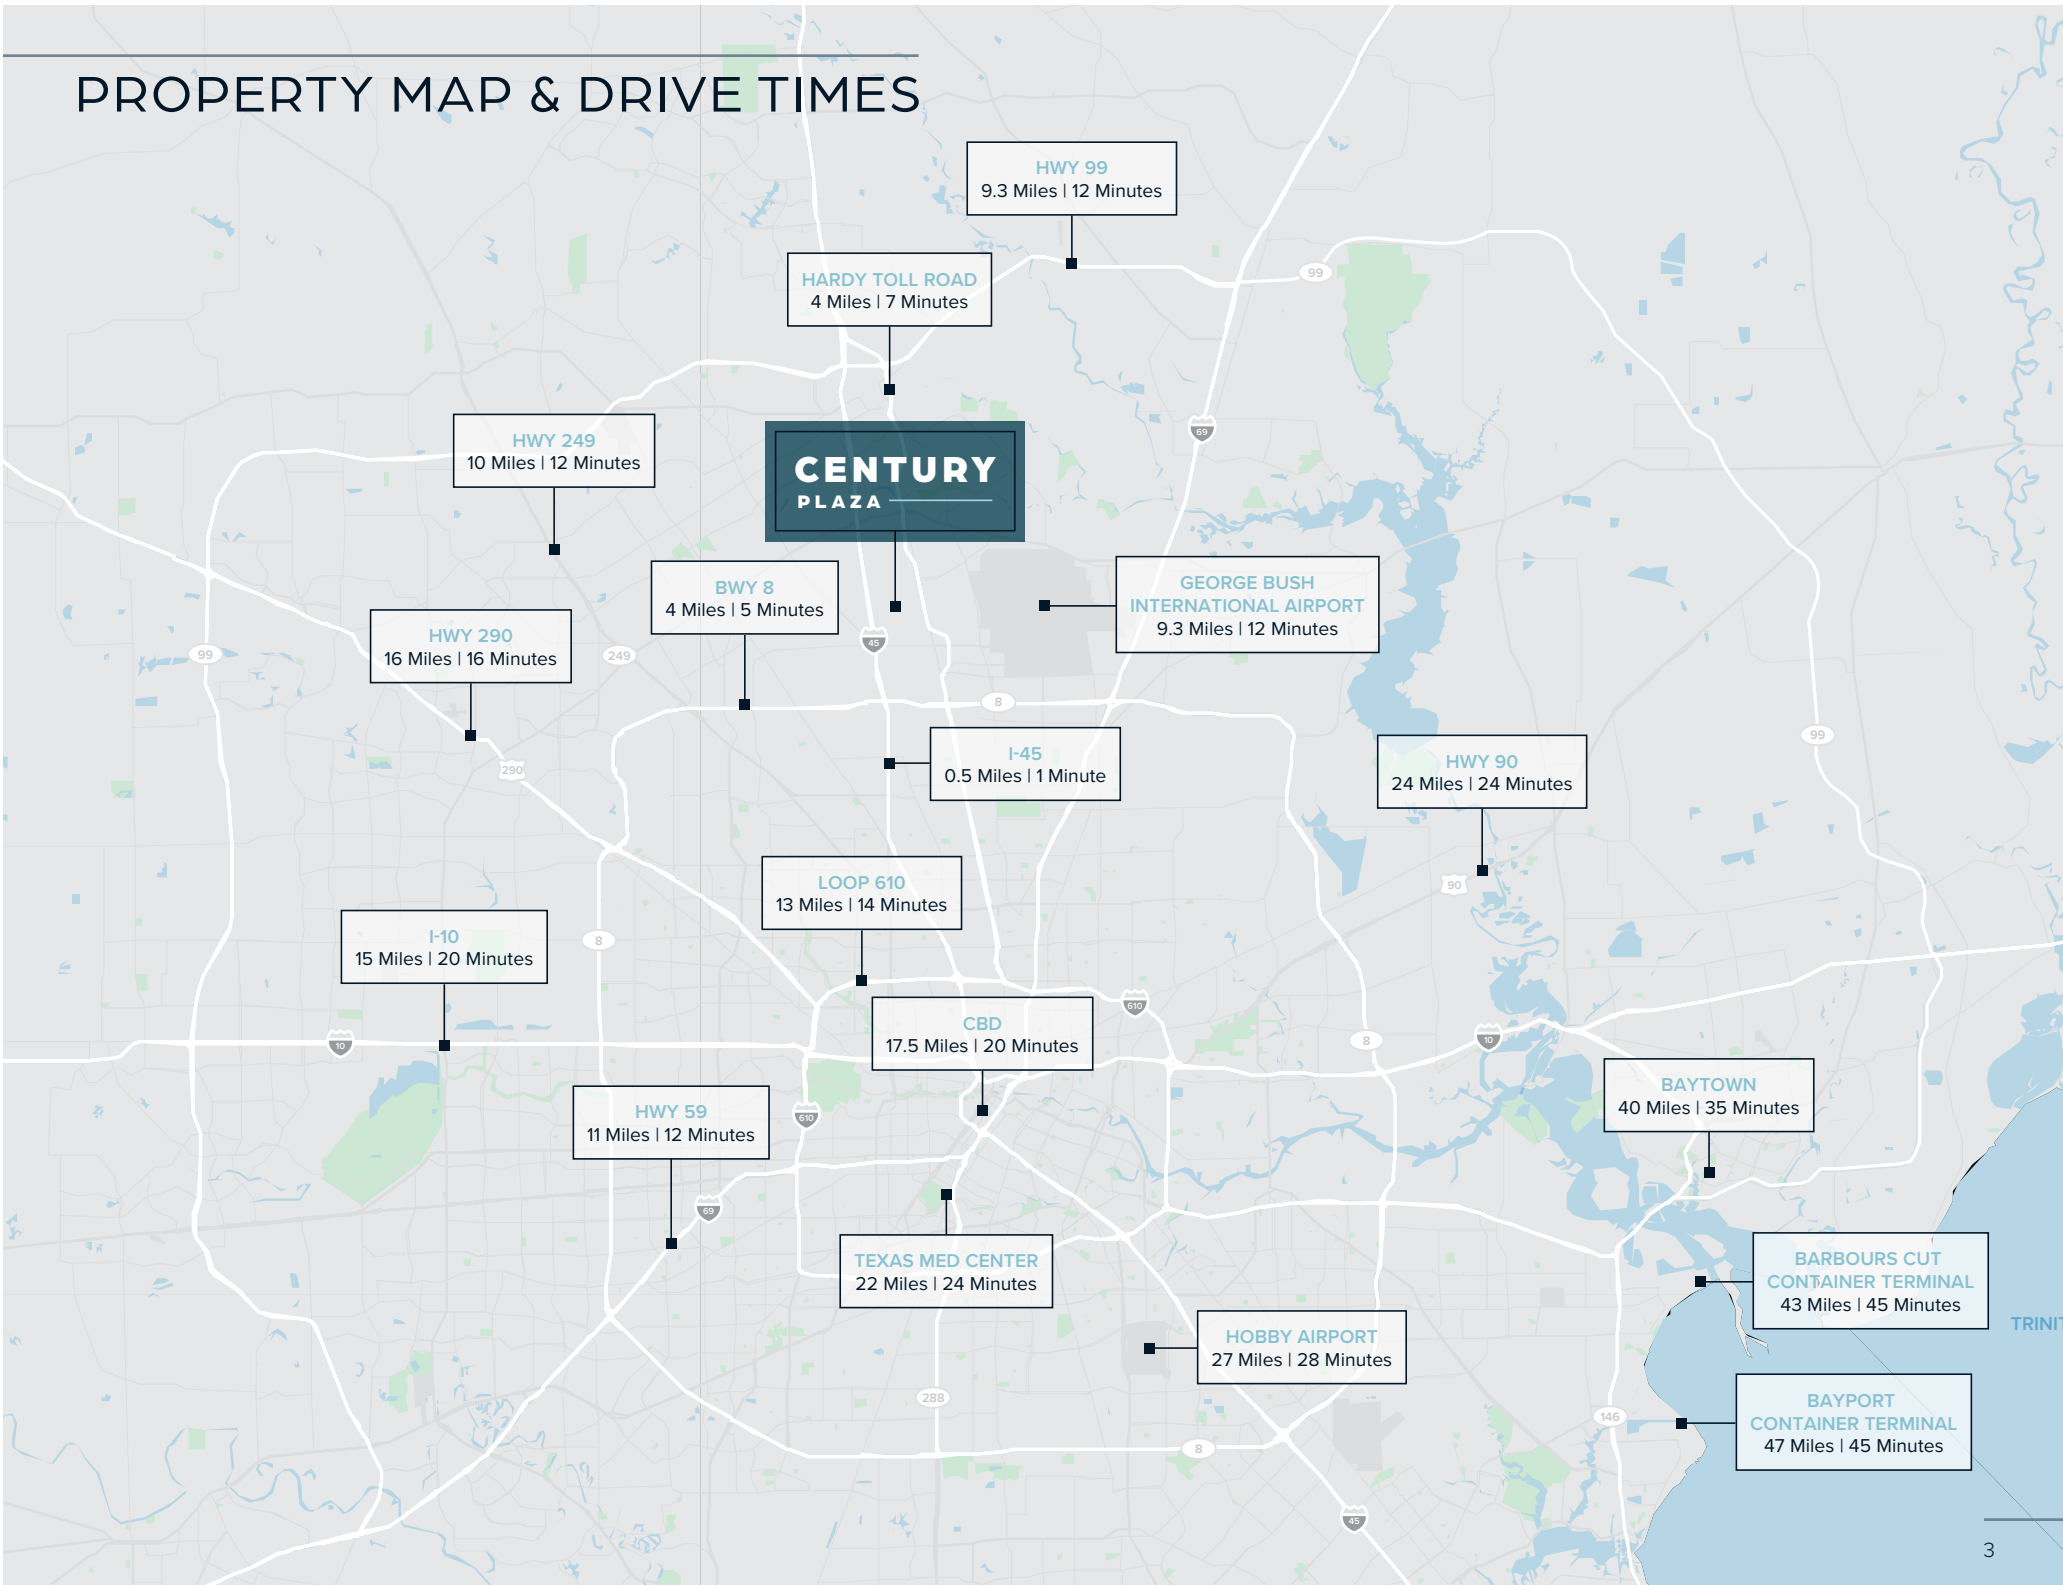 PROPERTY MAP & DRIVE TIMES
HWY 99
9.3 Miles | 12 Minutes
HARDY TOLL ROAD
4 Miles | 7 Minutes
99
HWY 249
10 Miles | 12 Minutes
CENTURY
PLAZA
69
BWY 8
4 Miles | 5 Minutes
GEORGE BUSH
INTERNATIONAL AIRPORT
9.3 Miles | 12 Minutes
HWY 290
16 Miles | 16 Minutes
99
249
45
8
99
I-45
0.5 Miles | 1 Minute
HWY 90
24 Miles | 24 Minutes
290
LOOP 610
13 Miles | 14 Minutes
90
I-10
15 Miles | 20 Minutes
8
CBD
17.5 Miles | 20 Minutes
610
10
8
10
BAYTOWN
40 Miles | 35 Minutes
HWY 59
11 Miles | 12 Minutes
610
69
TEXAS MED CENTER
22 Miles | 24 Minutes
BARBOURS CUT
CONTAINER TERMINAL
43 Miles | 45 Minutes
TRINIT
HOBBY AIRPORT
27 Miles | 28 Minutes
288
146
BAYPORT
CONTAINER TERMINAL
47 Miles | 45 Minutes
8
45
3